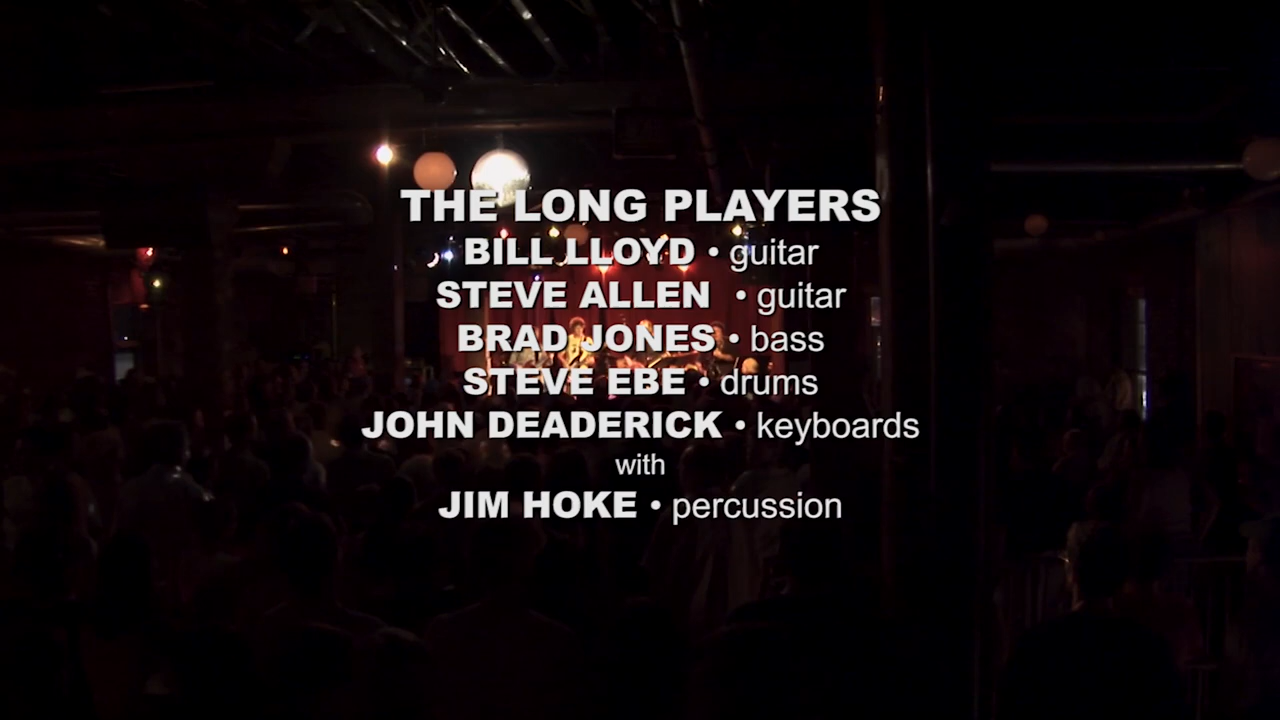 THE LONG PLAYERS
BILL LLOYD • guitar
STEVE ALLEN • guitar
BRAD JONES • bass
STEVE EBE • drums
JOHN DEADERICK • keyboards
with
JIM HOKE • percussion